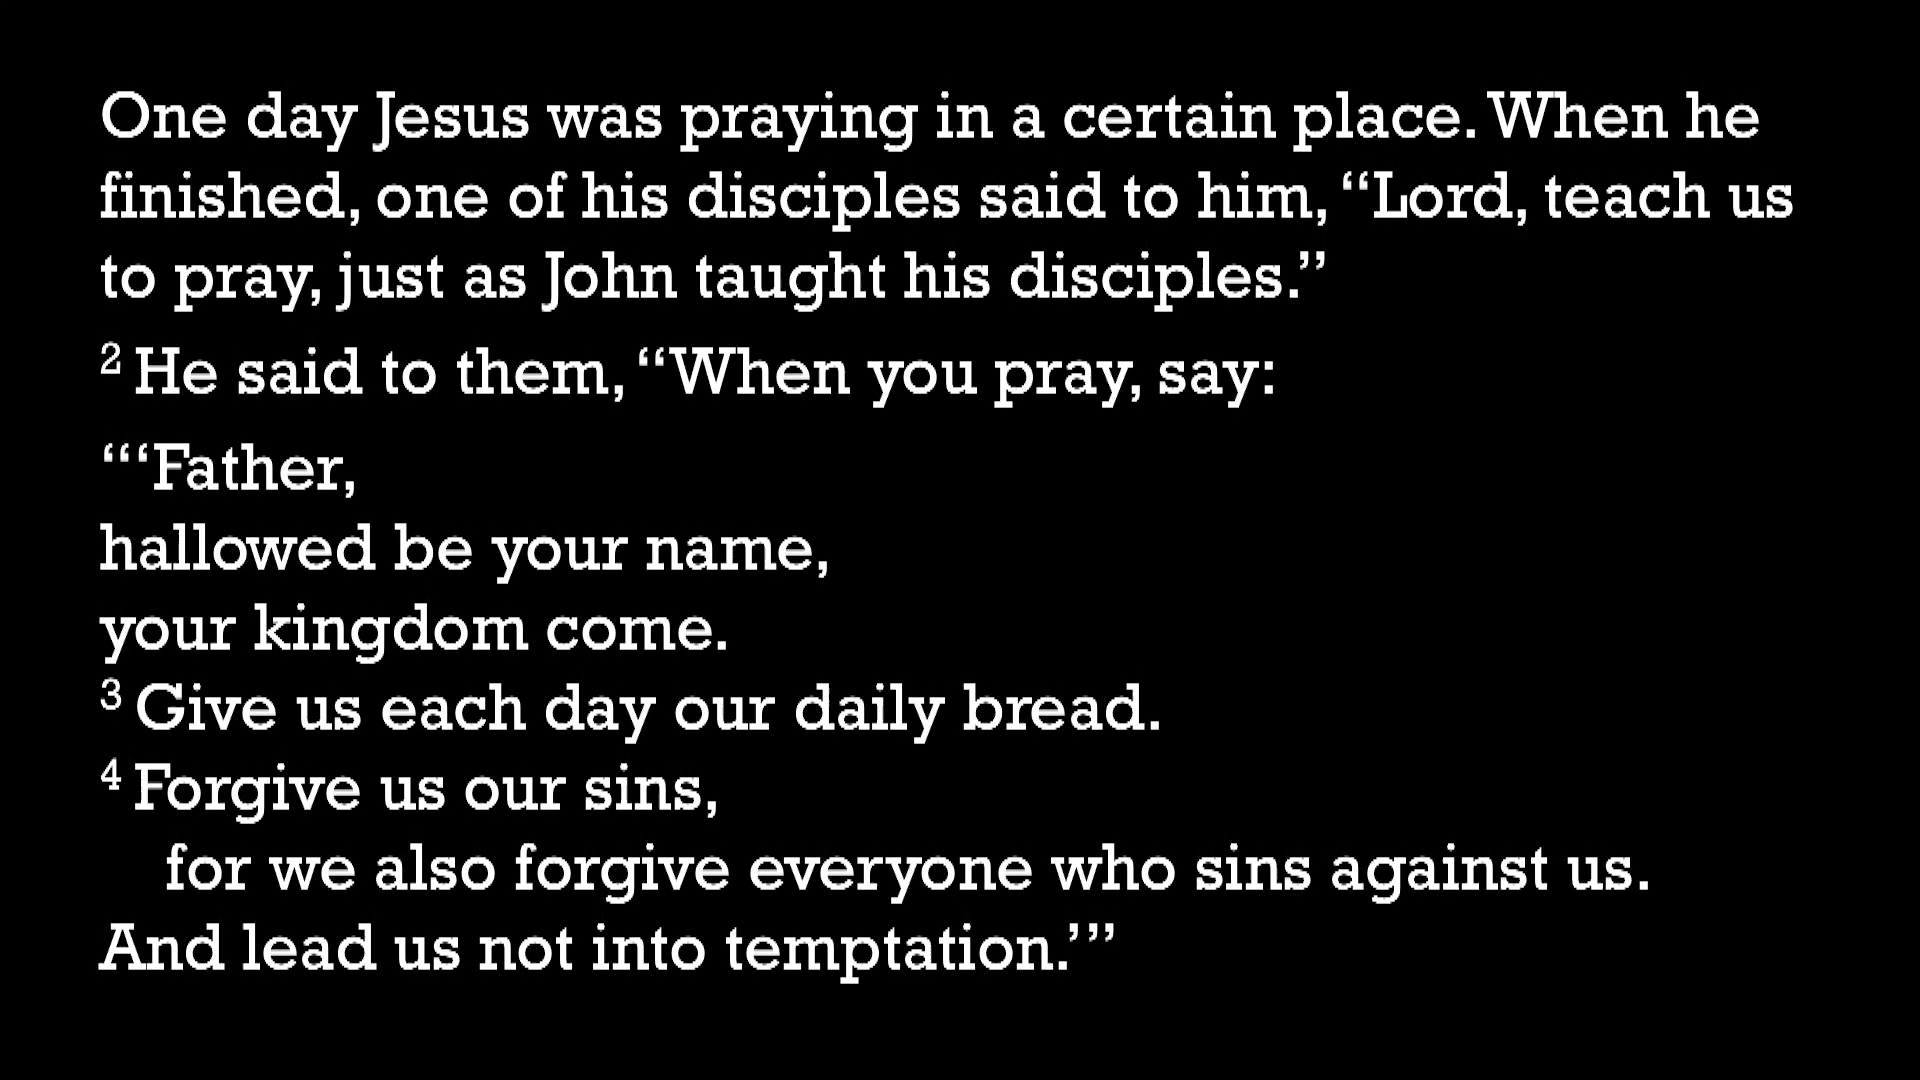 One day Jesus was praying in a certain place. When he
finished, one of his disciples said to him, “Lord, teach us
to pray, just as John taught his disciples.”
2 He said to them, “When you pray, say:
“‘Father,
hallowed be your name,
your kingdom come.
3 Give us each day our daily bread.
4 Forgive us our sins,
for we also forgive everyone who sins against us.
And lead us not into temptation.’”